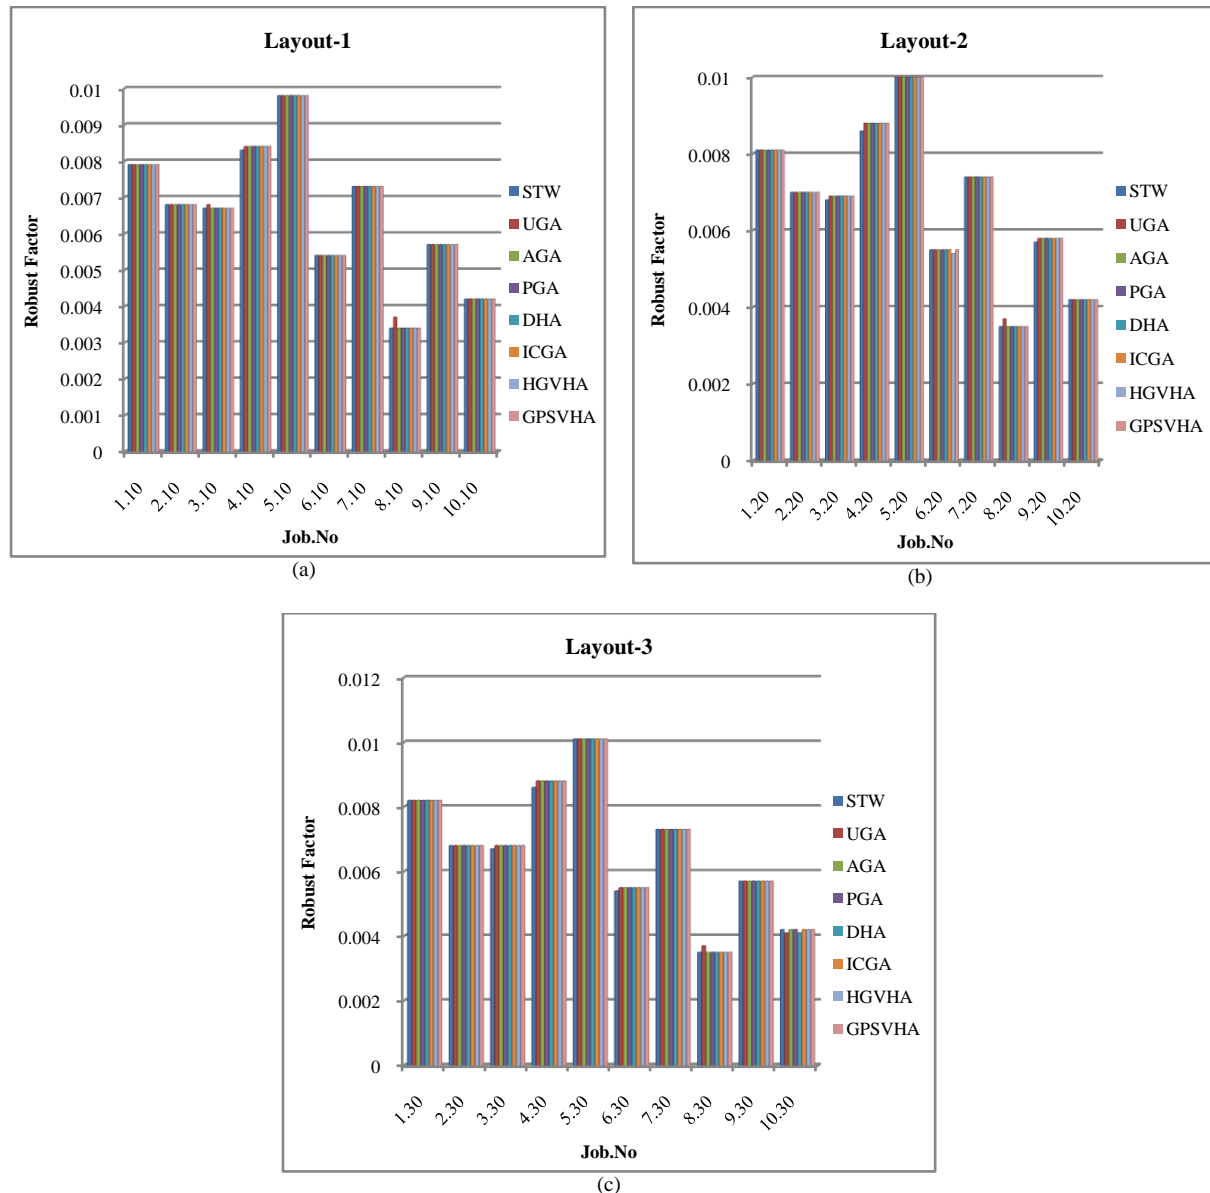 Layout-1
0.01
0.009
0.008
0.007
0.006
0.005
0.004
0.003
0.002
0.001
0
Robust Factor
1.10
2.10
3.10
4.10
5.10
6.10
7.10
8.10
9.10
10.10
Job.No
STW
UGA
AGA
PGA
DHA
ICGA
HGVHA
GPSVHA
(a)
Layout-2
0.01
0.008
0.006
0.004
0.002
0
Robust Factor
1.20
2.20
3.20
4.20
5.20
6.20
7.20
8.20
9.20
10.20
Job.No
STW
UGA
AGA
PGA
DHA
ICGA
HGVHA
GPSVHA
(b)
Layout-3
0.012
0.01
0.008
0.006
0.004
0.002
0
Robust Factor
1.30
2.30
3.30
4.30
5.30
6.30
7.30
8.30
9.30
10.30
Job.No
STW
UGA
AGA
PGA
DHA
ICGA
HGVHA
GPSVHA
(c)